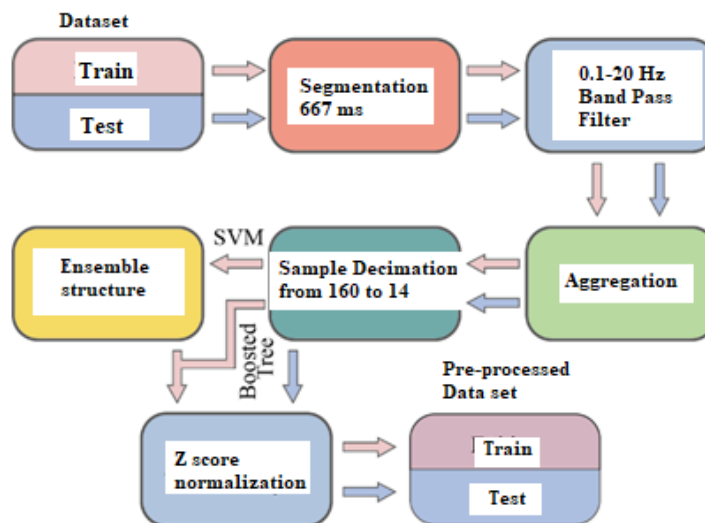 Dataset
Train
Test
Segmentation
667 ms
0.1-20 Hz
Band Pass
Filter
Ensemble
structure
SVM
Sample Decimation
from 160 to 14
Aggregation
Boosted
Tree
Pre-processed
Data set
Z score
normalization
Train
Test